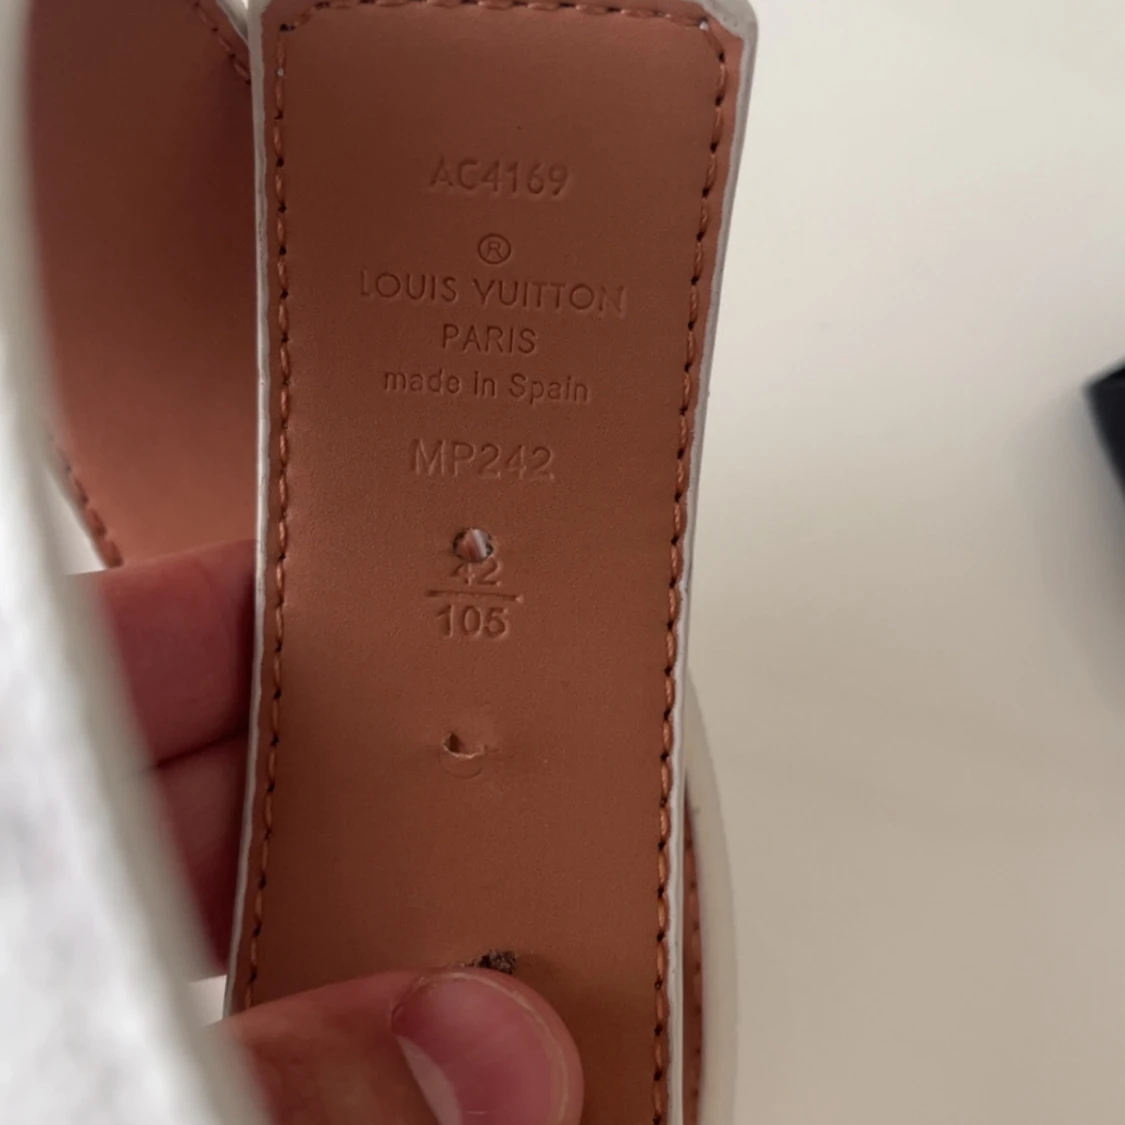 AC4169
®
LOUIS VUITTON
PARIS
made in Spain
MP242
42
105